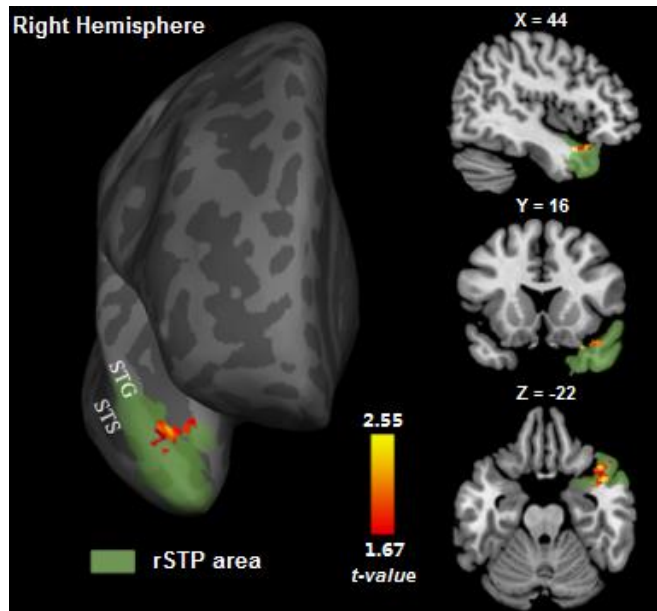 Right Hemisphere
X = 44
Y = 16
Z = -22
STG
STS
2.55
1.67
t-value
rSTP area